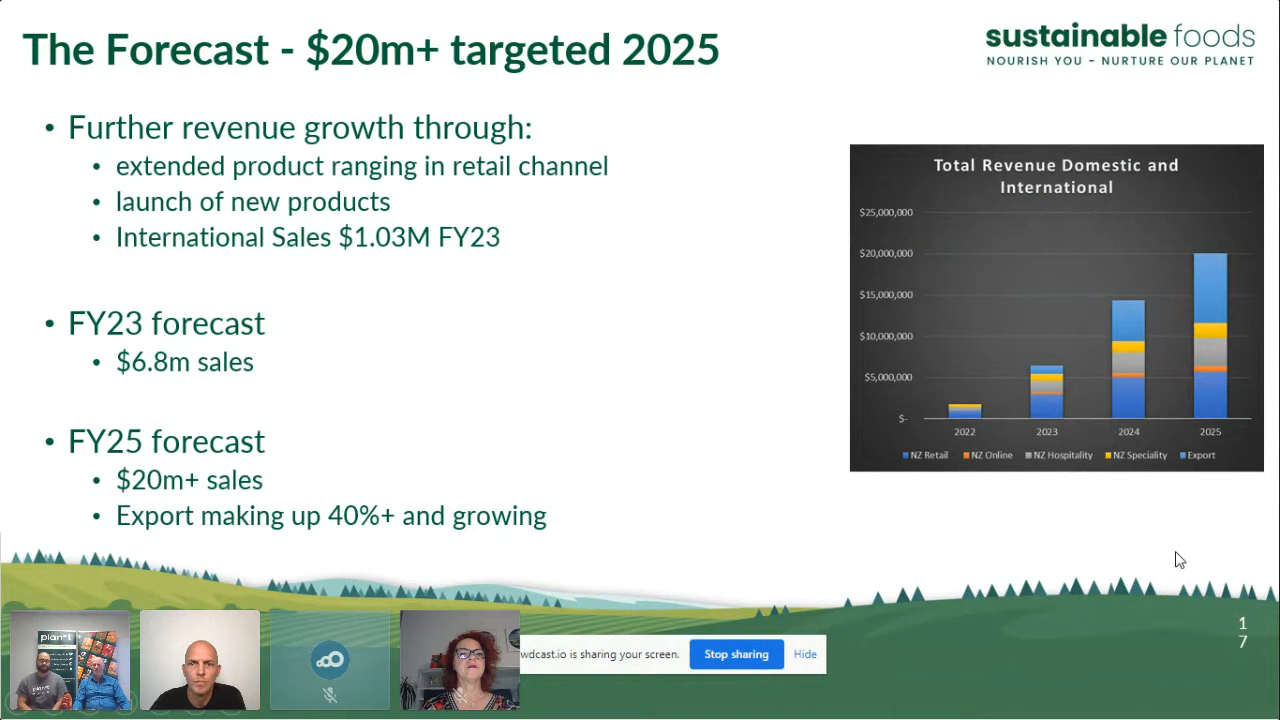 The Forecast - $20m+ targeted 2025
sustainable foods
NOURISH YOU – NURTURE OUR PLANET
• Further revenue growth through:
• extended product ranging in retail channel
• launch of new products
• International Sales $1.03M FY23
• FY23 forecast
• $6.8m sales
• FY25 forecast
• $20m+ sales
• Export making up 40%+ and growing
Total Revenue Domestic and
International
$25,000,000
$20,000,000
$15,000,000
$10,000,000
$5,000,000
$-
2022 2023 2024 2025
NZ Retail NZ Online NZ Hospitality NZ Speciality Export
1
7
plan*t
wdcast.io is sharing your screen. Stop sharing Hide